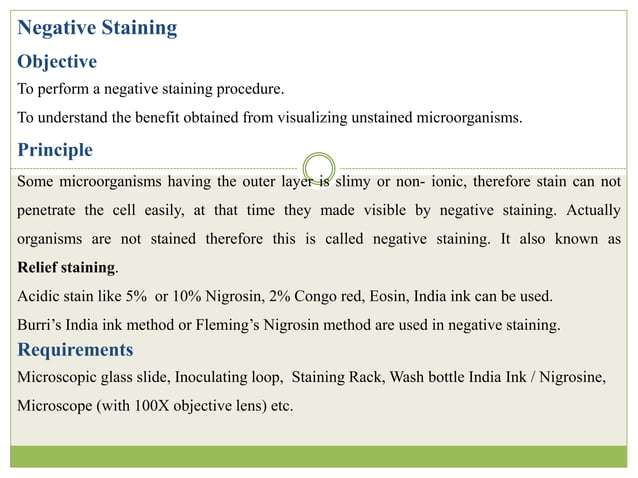 Negative Staining
Objective
To perform a negative staining procedure.
To understand the benefit obtained from visualizing unstained microorganisms.
Principle
Some microorganisms having the outer layer is slimy or non- ionic, therefore stain can not
penetrate the cell easily, at that time they made visible by negative staining. Actually
organisms are not stained therefore this is called negative staining. It also known as
Relief staining.
Acidic stain like 5% or 10% Nigrosin, 2% Congo red, Eosin, India ink can be used.
Burri’s India ink method or Fleming’s Nigrosin method are used in negative staining.
Requirements
Microscopic glass slide, Inoculating loop, Staining Rack, Wash bottle India Ink / Nigrosine,
Microscope (with 100X objective lens) etc.